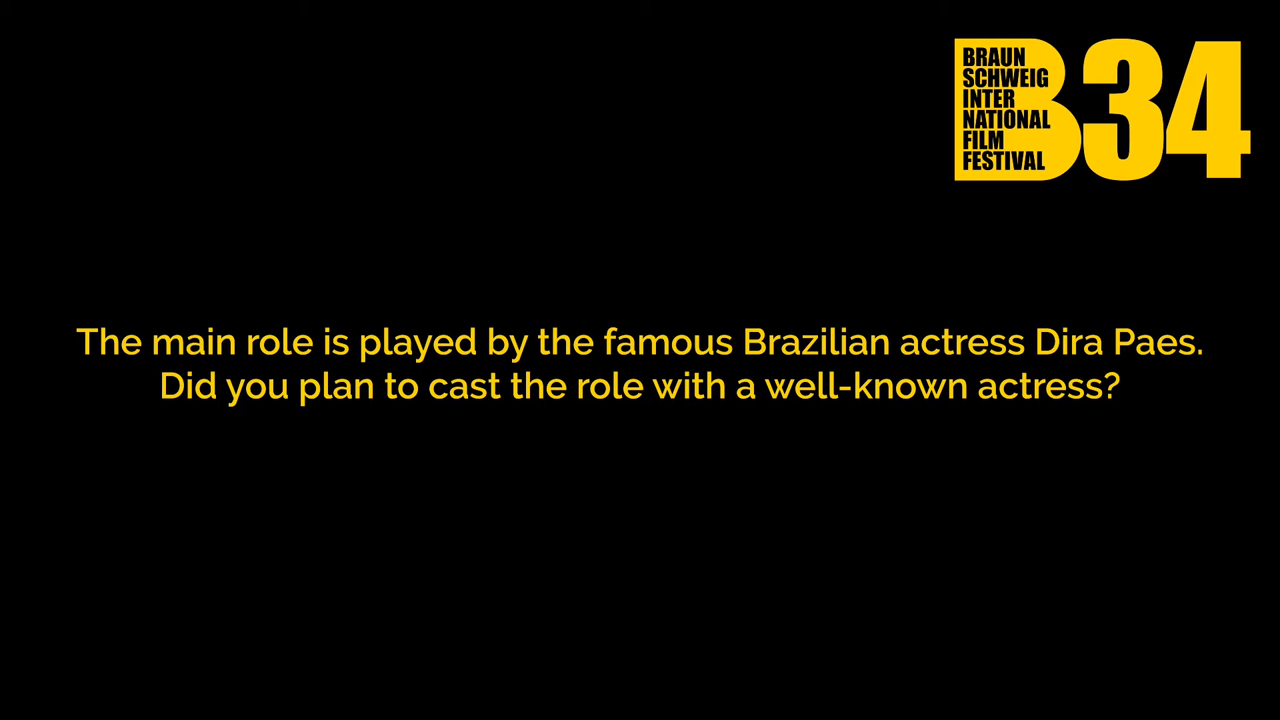 BRAUN
SCHWEIG
INTER
NATIONAL
FILM
FESTIVAL
B34
The main role is played by the famous Brazilian actress Dira Paes.
Did you plan to cast the role with a well-known actress?